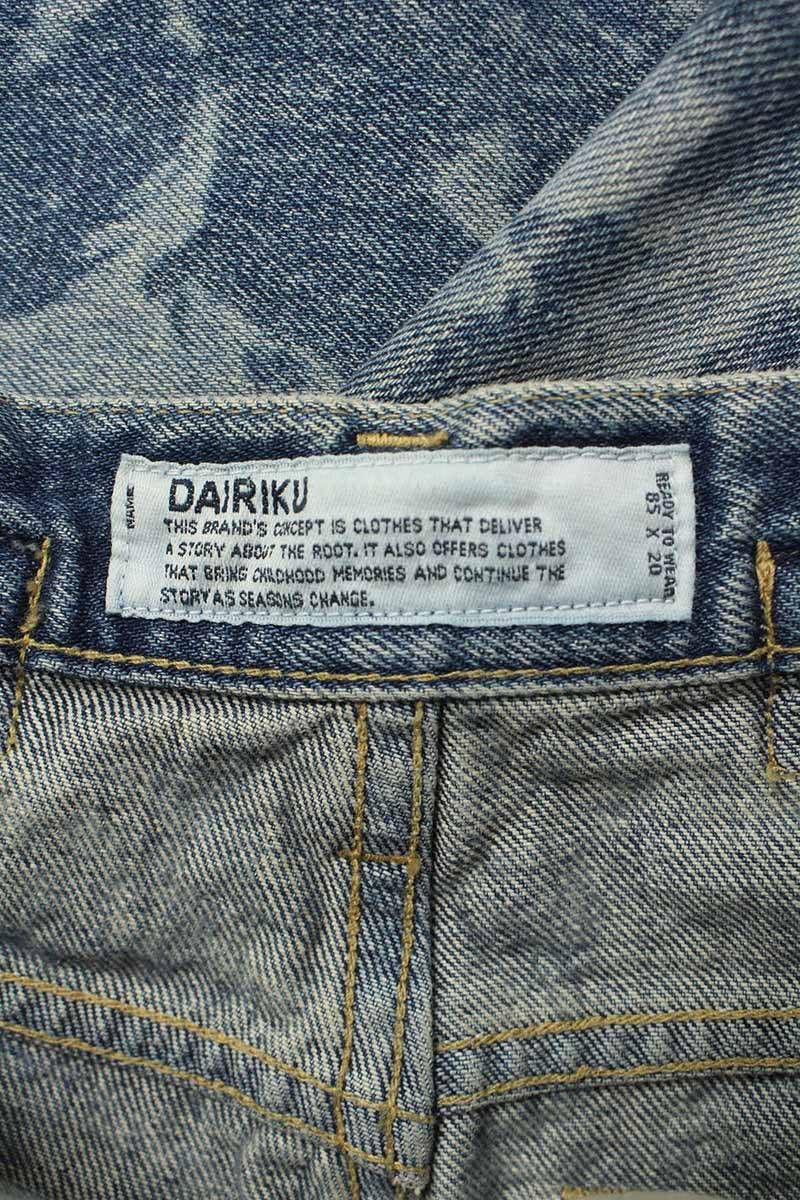 NAME
DAIRIKU
THIS BRAND'S CONCEPT IS CLOTHES THAT DELIVER
A STORY ABOUT THE ROOT. IT ALSO OFFERS CLOTHES
THAT BRING CHILDHOOD MEMORIES AND CONTINUE THE
STORY AS SEASONS CHANGE.
READY TO WEAR
85 X 20